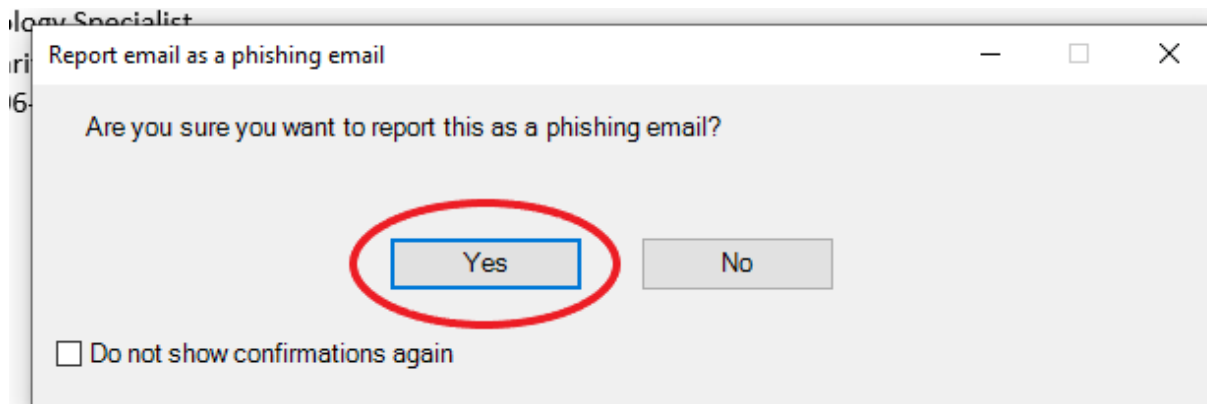 Specialist
Report email as a phishing email
Are you sure you want to report this as a phishing email?
Yes
No
Do not show confirmations again